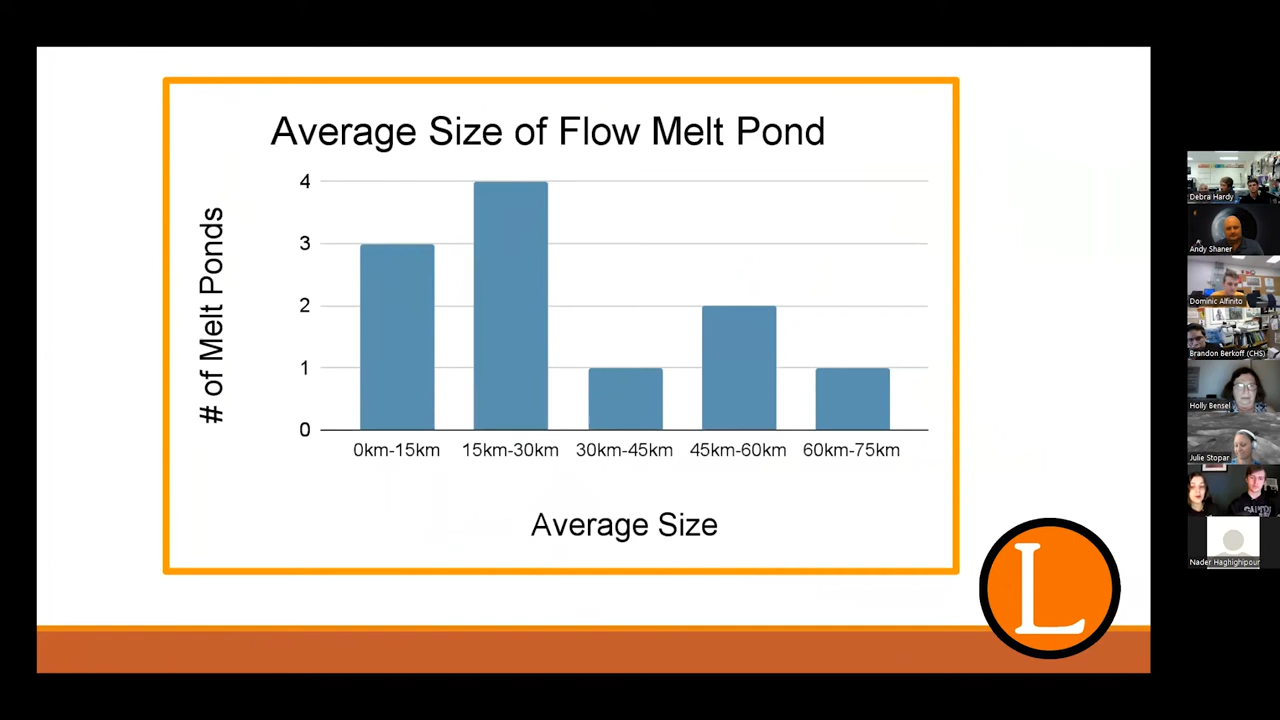 Average Size of Flow Melt Pond
# of Melt Ponds
4
3
2
1
0
0km-15km 15km-30km 30km-45km 45km-60km 60km-75km
Average Size
L
Debra Hardy
Andy Shaner
Dominic Alfinito
Brandon Berkoff (CHS)
Holly Bensel
Julie Stopar
Nader Haghighipour